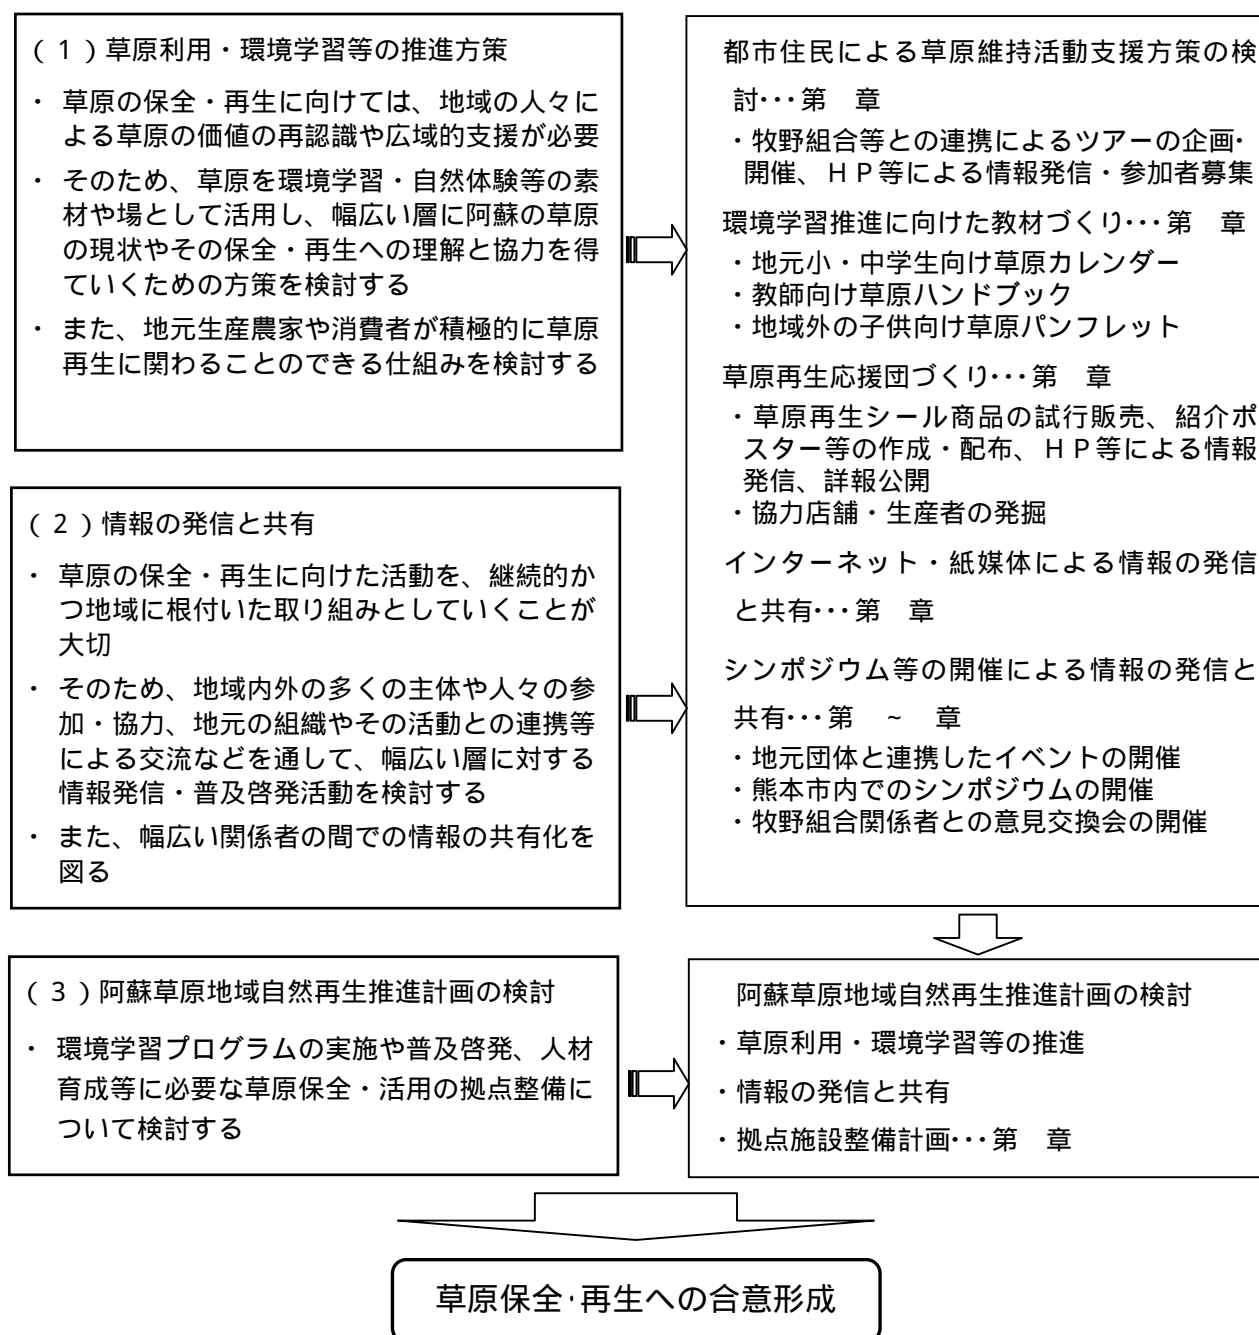 （１）草原利用・環境学習等の推進方策
・ 草原の保全・再生に向けては、地域の人々に
よる草原の価値の再認識や広域的支援が必要
・ そのため、草原を環境学習・自然体験等の素
材や場として活用し、幅広い層に阿蘇の草原
の現状やその保全・再生への理解と協力を得
ていくための方策を検討する
・ また、地元生産農家や消費者が積極的に草原
再生に関わることのできる仕組みを検討する
（２）情報の発信と共有
・ 草原の保全・再生に向けた活動を、継続的か
つ地域に根付いた取り組みとしていくことが
大切
・ そのため、地域内外の多くの主体や人々の参
加・協力、地元の組織やその活動との連携等
による交流などを通して、幅広い層に対する
情報発信・普及啓発活動を検討する
・ また、幅広い関係者の間での情報の共有化を
図る
都市住民による草原維持活動支援方策の検
討･･･第　章
・牧野組合等との連携によるツアーの企画・
開催、ＨＰ等による情報発信・参加者募集
環境学習推進に向けた教材づくり･･･第　章
・地元小・中学生向け草原カレンダー
・教師向け草原ハンドブック
・地域外の子供向け草原パンフレット
草原再生応援団づくり･･･第　章
・草原再生シール商品の試行販売、紹介ポ
スター等の作成・配布、ＨＰ等による情報
発信、詳報公開
・協力店舗・生産者の発掘
インターネット・紙媒体による情報の発信
と共有･･･第　章
シンポジウム等の開催による情報の発信と
共有･･･第　~　章
・地元団体と連携したイベントの開催
・熊本市内でのシンポジウムの開催
・牧野組合関係者との意見交換会の開催
（３）阿蘇草原地域自然再生推進計画の検討
・ 環境学習プログラムの実施や普及啓発、人材
育成等に必要な草原保全・活用の拠点整備に
ついて検討する
阿蘇草原地域自然再生推進計画の検討
・草原利用・環境学習等の推進
・情報の発信と共有
・拠点施設整備計画･･･第　章
草原保全･再生への合意形成